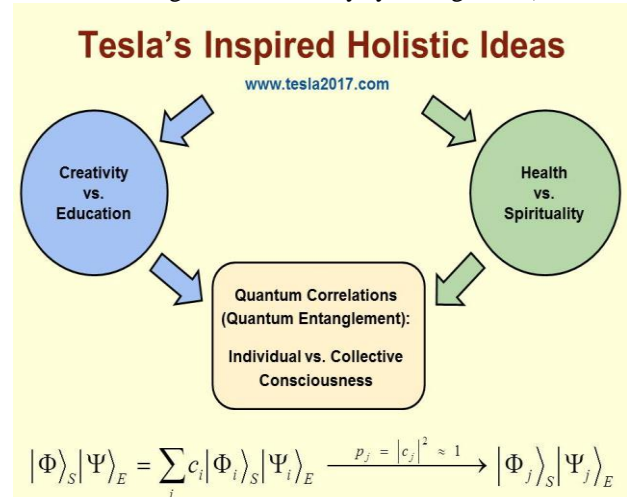 Tesla's Inspired Holistic Ideas
www.tesla2017.com
Creativity
vs.
Education
Health
vs.
Spirituality
Quantum Correlations
(Quantum Entanglement):
Individual vs. Collective
Consciousness
|Φ⟩_S|Ψ⟩_E = ∑_i c_i|Φ_i⟩_S|Ψ_i⟩_E —p_j = |c_j|^2 ≈ 1→ |Φ_j⟩_S|Ψ_j⟩_E